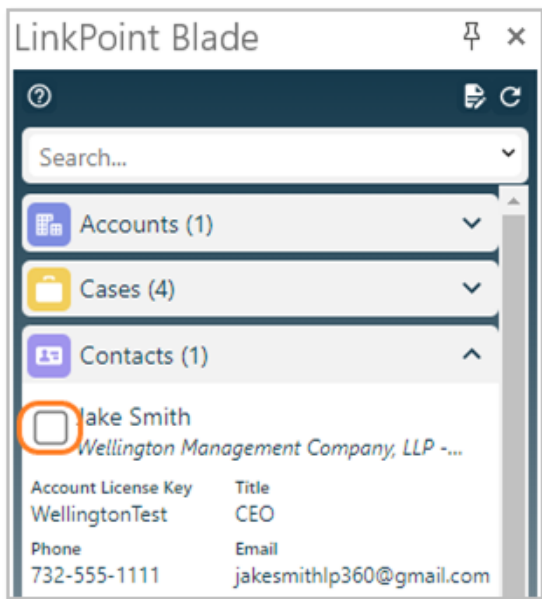 LinkPoint Blade
Search...
Accounts (1)
Cases (4)
Contacts (1)
Jake Smith
Wellington Management Company, LLP -...
Account License Key Title
WellingtonTest CEO
Phone Email
732-555-1111 jakesmithlp360@gmail.com